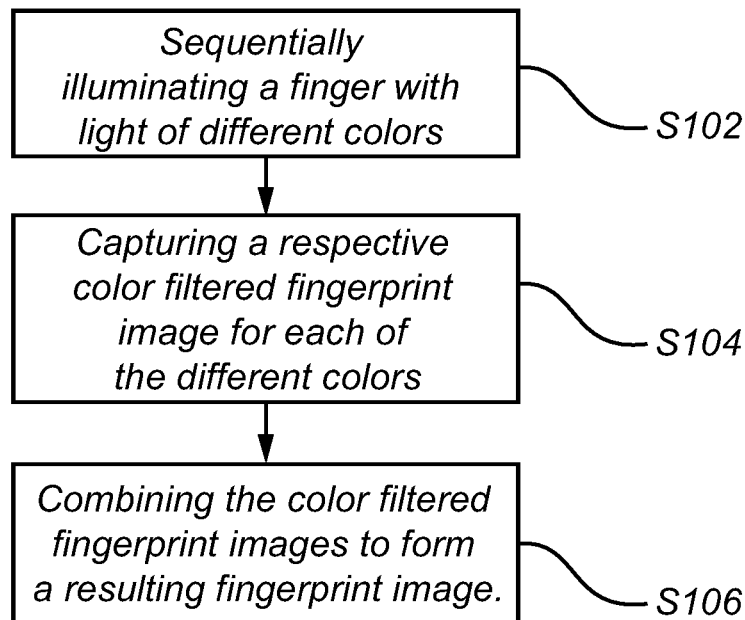 Sequentially
illuminating a finger with
light of different colors
S102
Capturing a respective
color filtered fingerprint
image for each of
the different colors
S104
Combining the color filtered
fingerprint images to form
a resulting fingerprint image.
S106